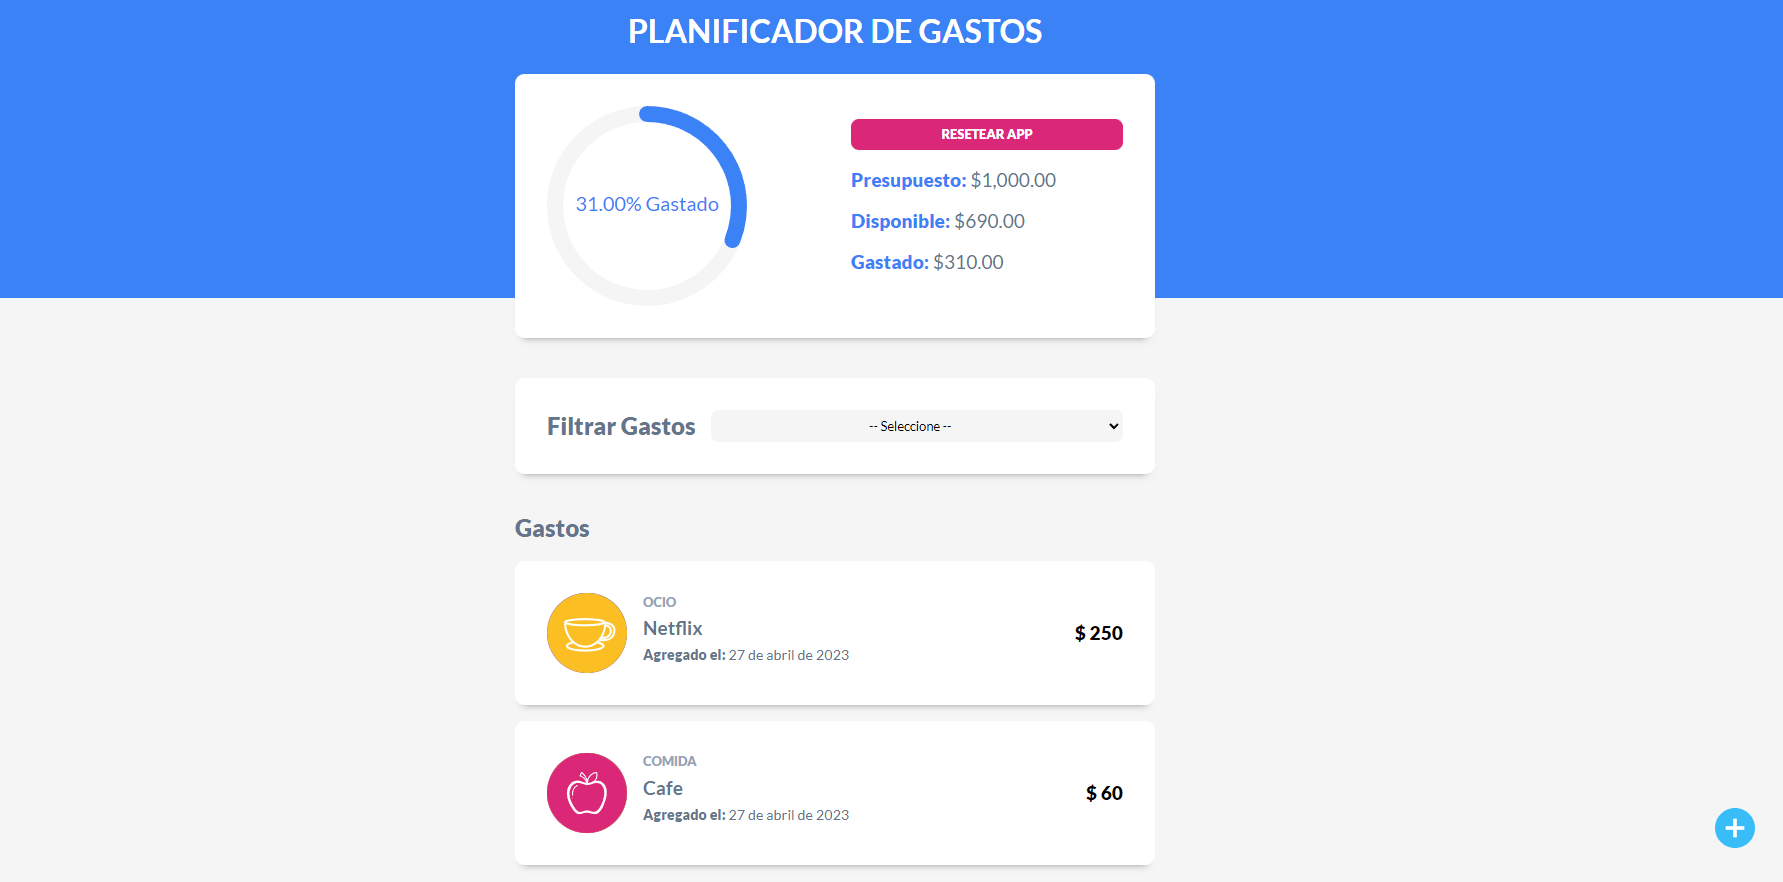 PLANIFICADOR DE GASTOS
31.00% Gastado
RESETEAR APP
Presupuesto: $1,000.00
Disponible: $690.00
Gastado: $310.00
Filtrar Gastos
-- Seleccione --
Gastos
OCIO
Netflix
Agregado el: 27 de abril de 2023
$ 250
COMIDA
Cafe
Agregado el: 27 de abril de 2023
$ 60